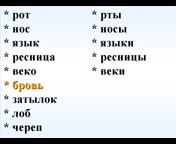 * рот
* нос
* язык
* ресница
* веко
* бровь
* затылок
* лоб
* череп
* рты
* носы
* языки
* ресницы
* веки